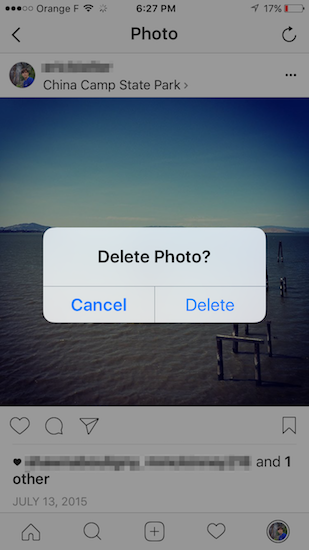 Orange F 6:27 PM 17%
Photo
China Camp State Park
Delete Photo?
Cancel Delete
and 1
other
JULY 13, 2015